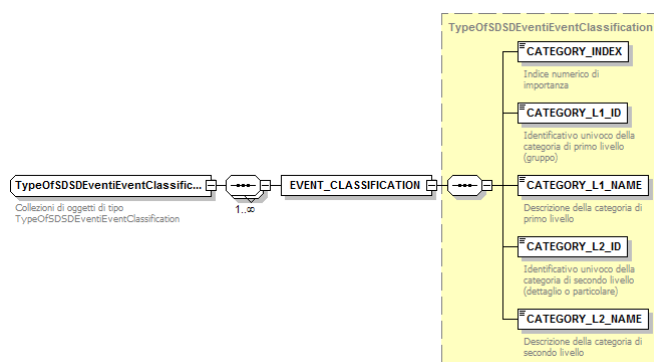 TypeOfSDSDEventiEventClassification
CATEGORY_INDEX
Indice numerico di
importanza
CATEGORY_L1_ID
Identificativo univoco della
categoria di primo livello
(gruppo)
TypeOfSDSDEventiEventClassific...
Collezioni di oggetti di tipo
TypeOfSDSDEventiEventClassification
1..∞
EVENT_CLASSIFICATION
CATEGORY_L1_NAME
Descrizione della categoria di
primo livello
CATEGORY_L2_ID
Identificativo univoco della
categoria di secondo livello
(dettaglio o particolare)
CATEGORY_L2_NAME
Descrizione della categoria di
secondo livello